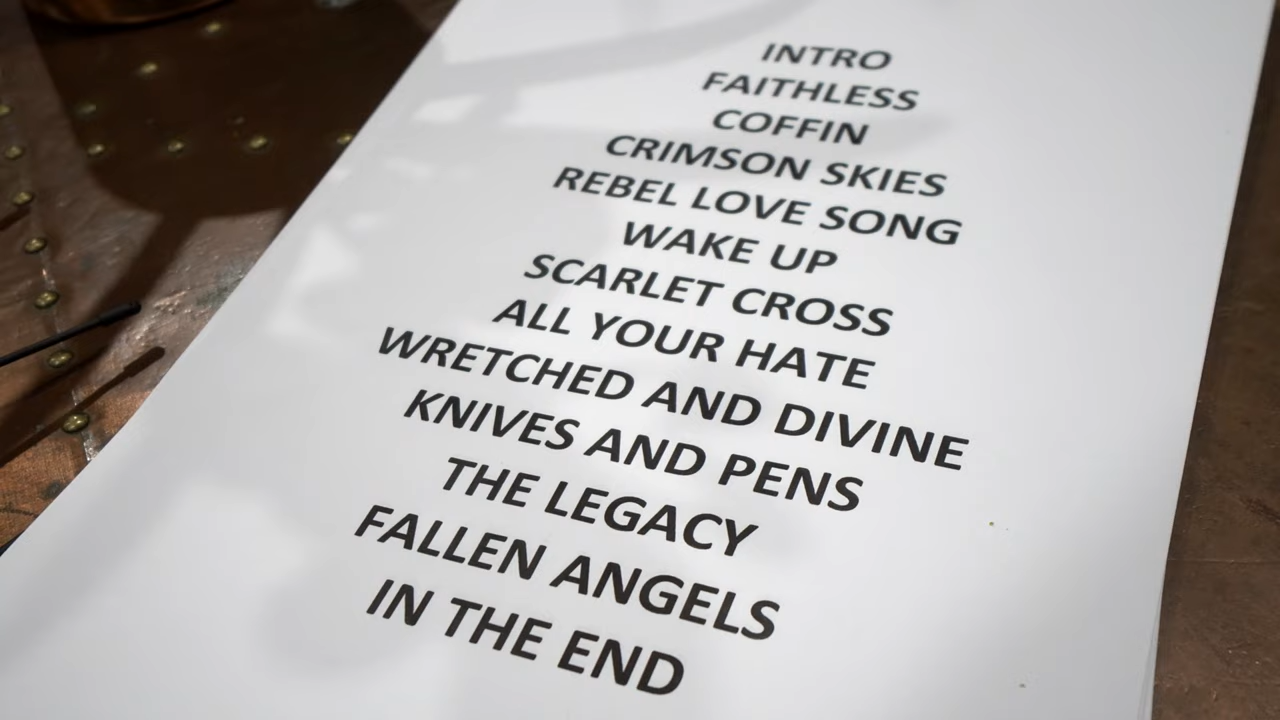 INTRO
FAITHLESS
COFFIN
CRIMSON SKIES
REBEL LOVE SONG
WAKE UP
SCARLET CROSS
ALL YOUR HATE
WRETCHED AND DIVINE
KNIVES AND PENS
THE LEGACY
FALLEN ANGELS
IN THE END